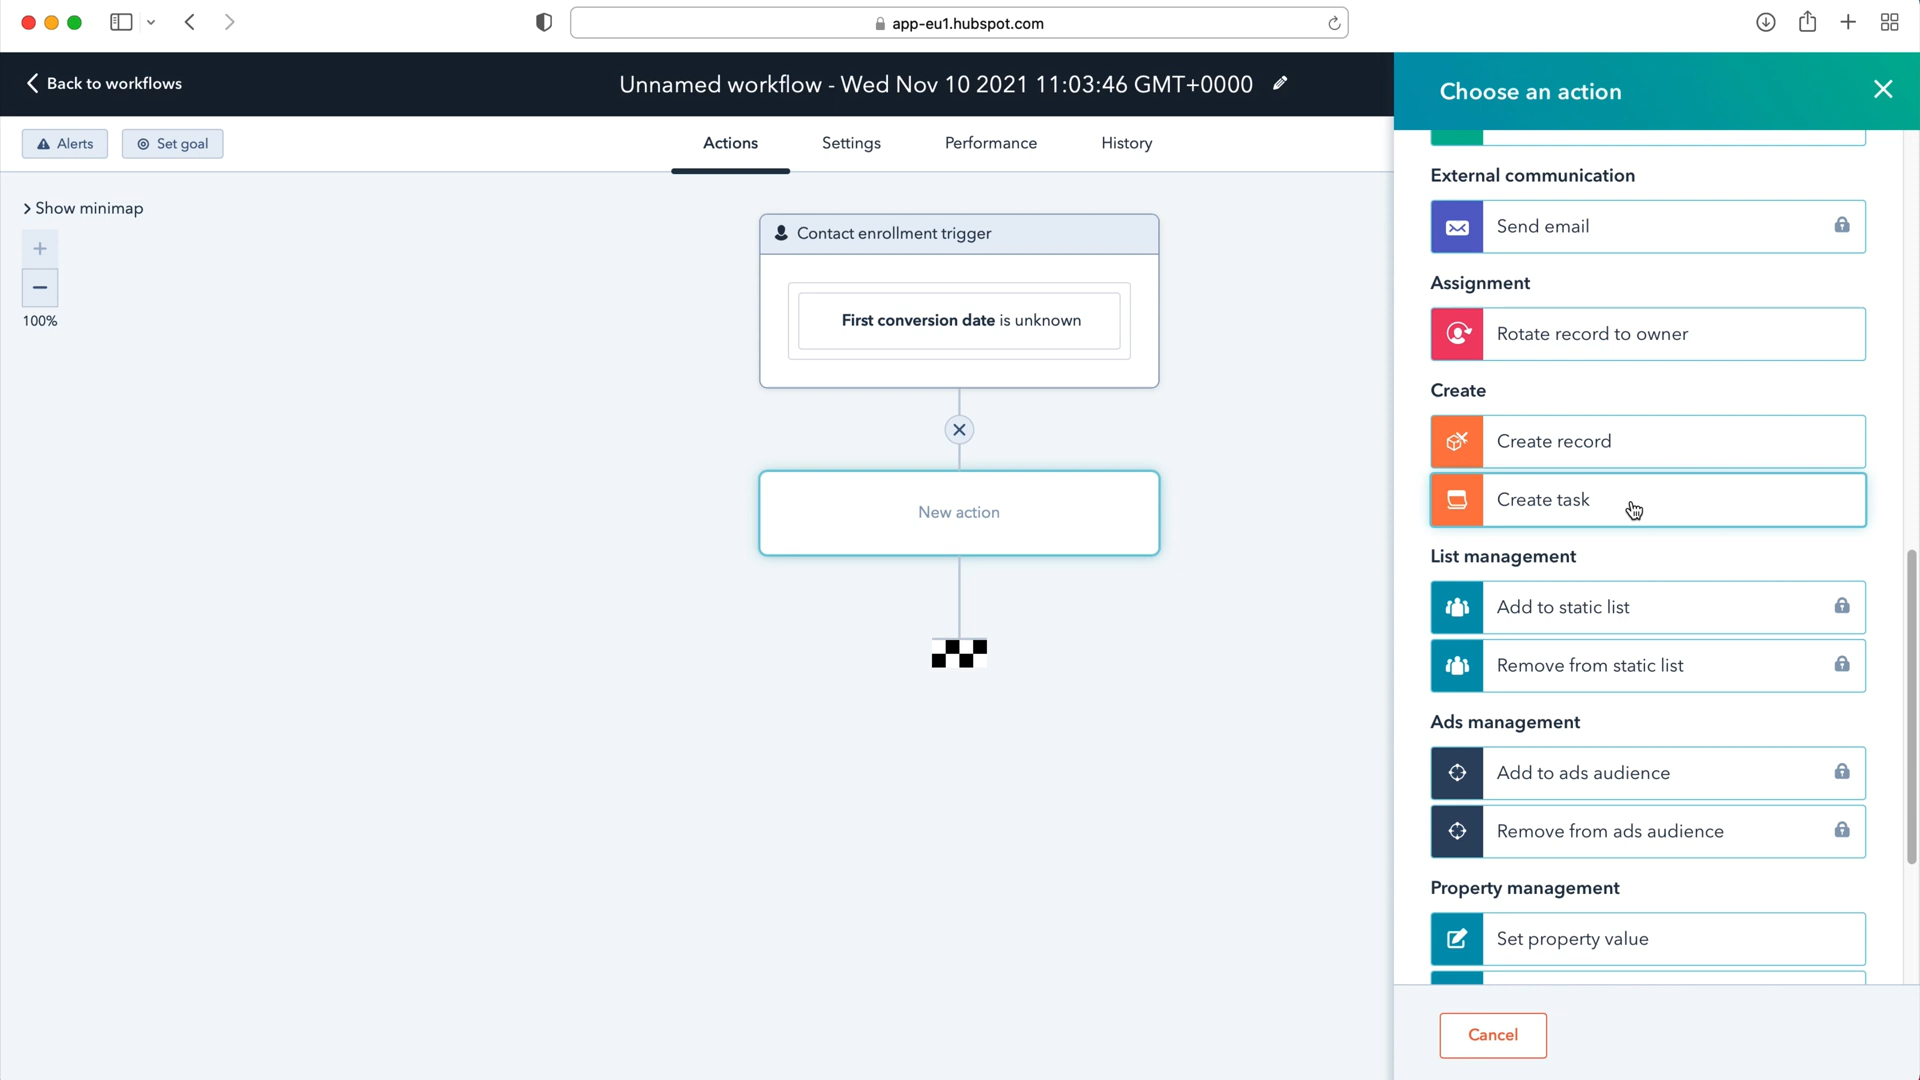 app-eu1.hubspot.com
Back to workflows
Unnamed workflow - Wed Nov 10 2021 11:03:46 GMT+0000
Choose an action
Alerts
Set goal
Actions
Settings
Performance
History
Show minimap
100%
Contact enrollment trigger
First conversion date is unknown
New action
External communication
Send email
Assignment
Rotate record to owner
Create
Create record
Create task
List management
Add to static list
Remove from static list
Ads management
Add to ads audience
Remove from ads audience
Property management
Set property value
Cancel